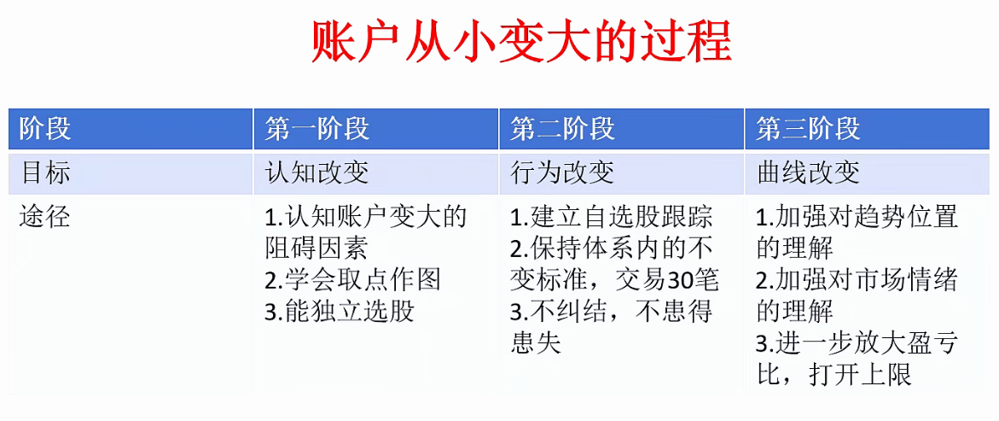 账户从小变大的过程
阶段 第一阶段 第二阶段 第三阶段
目标 认知改变 行为改变 曲线改变
途径
1.认知账户变大的
阻碍因素
2.学会取点作图
3.能独立选股
1.建立自选股跟踪
2.保持体系内的不
变标准，交易30笔
3.不纠结，不患得
患失
1.加强对趋势位置
的理解
2.加强对市场情绪
的理解
3.进一步放大盈亏
比，打开上限